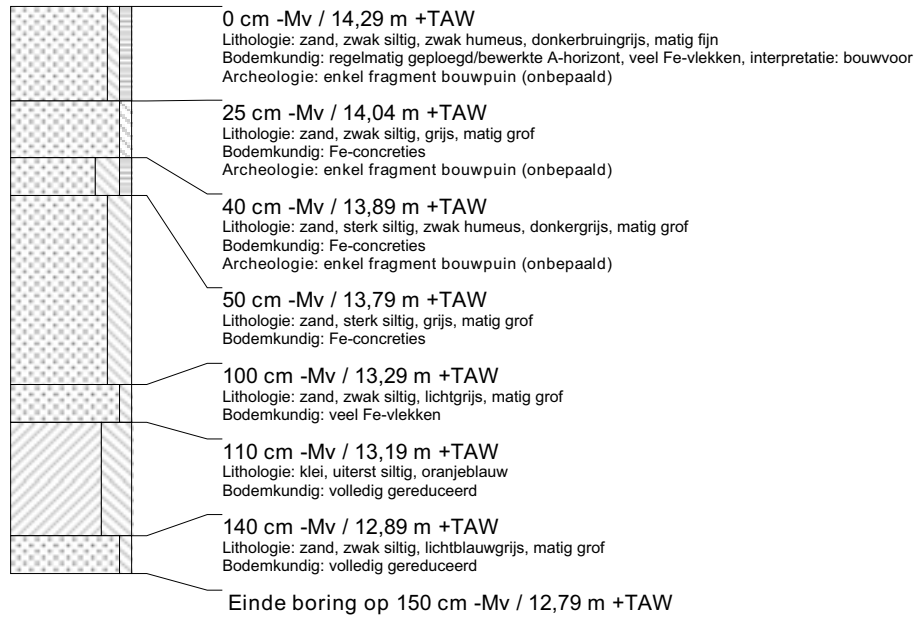 0 cm -Mv / 14,29 m +TAW
Lithologie: zand, zwak siltig, zwak humeus, donkerbruingrijs, matig fijn
Bodemkundig: regelmatig geploegd/bewerkte A-horizont, veel Fe-vlekken, interpretatie: bouwvoor
Archeologie: enkel fragment bouwpuin (onbepaald)
25 cm -Mv / 14,04 m +TAW
Lithologie: zand, zwak siltig, grijs, matig grof
Bodemkundig: Fe-concreties
Archeologie: enkel fragment bouwpuin (onbepaald)
40 cm -Mv / 13,89 m +TAW
Lithologie: zand, sterk siltig, zwak humeus, donkergrijs, matig grof
Bodemkundig: Fe-concreties
Archeologie: enkel fragment bouwpuin (onbepaald)
50 cm -Mv / 13,79 m +TAW
Lithologie: zand, sterk siltig, grijs, matig grof
Bodemkundig: Fe-concreties
100 cm -Mv / 13,29 m +TAW
Lithologie: zand, zwak siltig, lichtgrijs, matig grof
Bodemkundig: veel Fe-vlekken
110 cm -Mv / 13,19 m +TAW
Lithologie: klei, uiterst siltig, oranjeblauw
Bodemkundig: volledig gereduceerd
140 cm -Mv / 12,89 m +TAW
Lithologie: zand, zwak siltig, lichtblauwgrijs, matig grof
Bodemkundig: volledig gereduceerd
Einde boring op 150 cm -Mv / 12,79 m +TAW